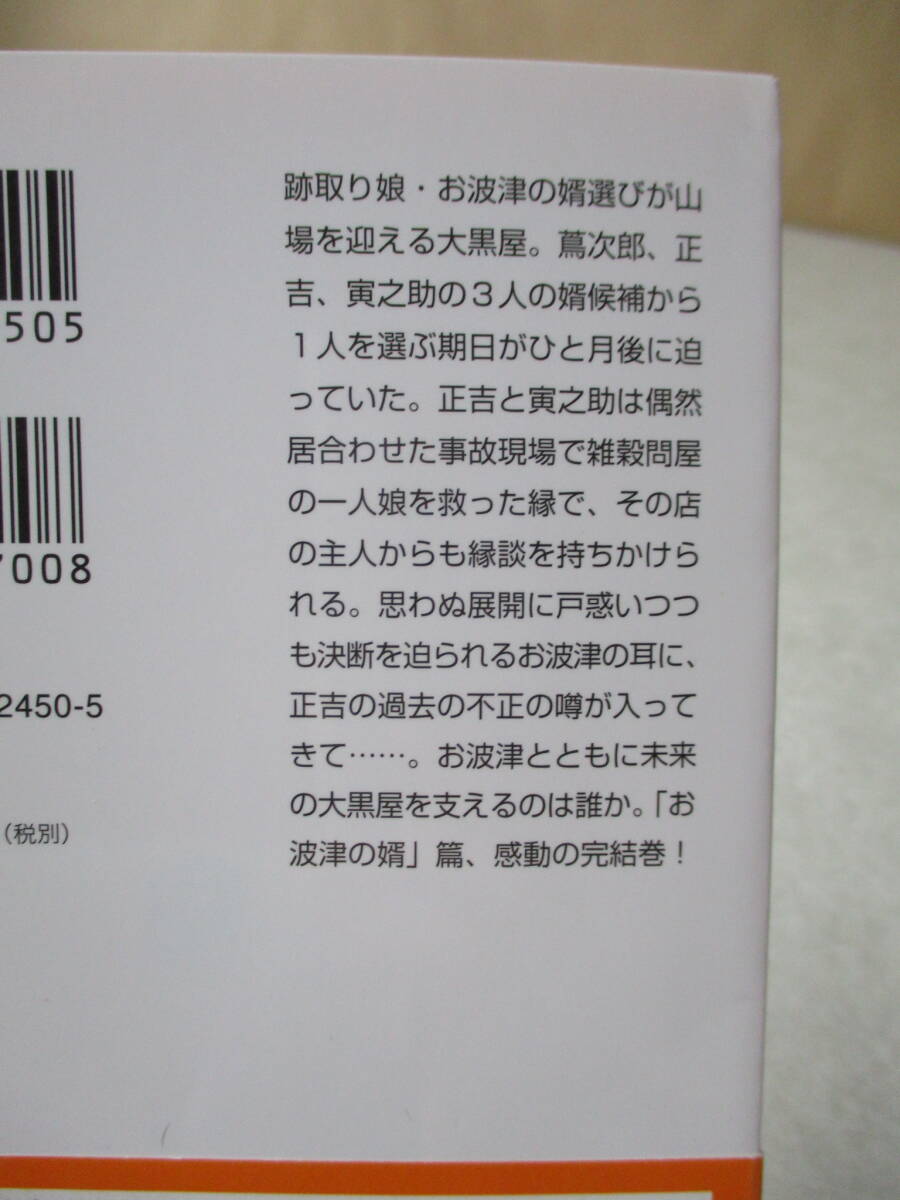 跡取り娘・お波津の婿選びが山
場を迎える大黒屋。蔦次郎、正
吉、寅之助の３人の婿候補から
１人を選ぶ期日がひと月後に迫
っていた。正吉と寅之助は偶然
居合わせた事故現場で雑穀問屋
の一人娘を救った縁で、その店
の主人からも縁談を持ちかけら
れる。思わぬ展開に戸惑いつつ
も決断を迫られるお波津の耳に、
正吉の過去の不正の噂が入って
きて……。お波津とともに未来
の大黒屋を支えるのは誰か。「お
波津の婿」篇、感動の完結巻！
505
7008
2450-5
（税別）